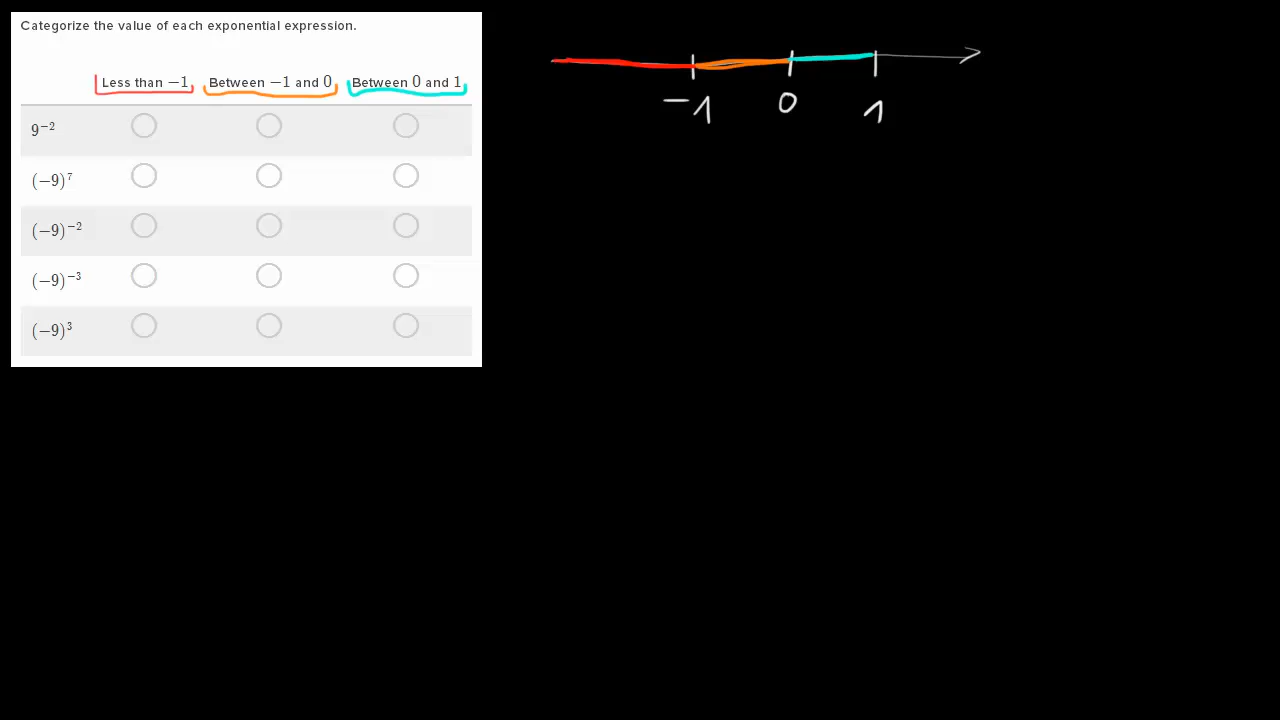 Categorize the value of each exponential expression.
Less than −1 Between −1 and 0 Between 0 and 1
9⁻²
(−9)⁷
(−9)⁻²
(−9)⁻³
(−9)³
−1 0 1